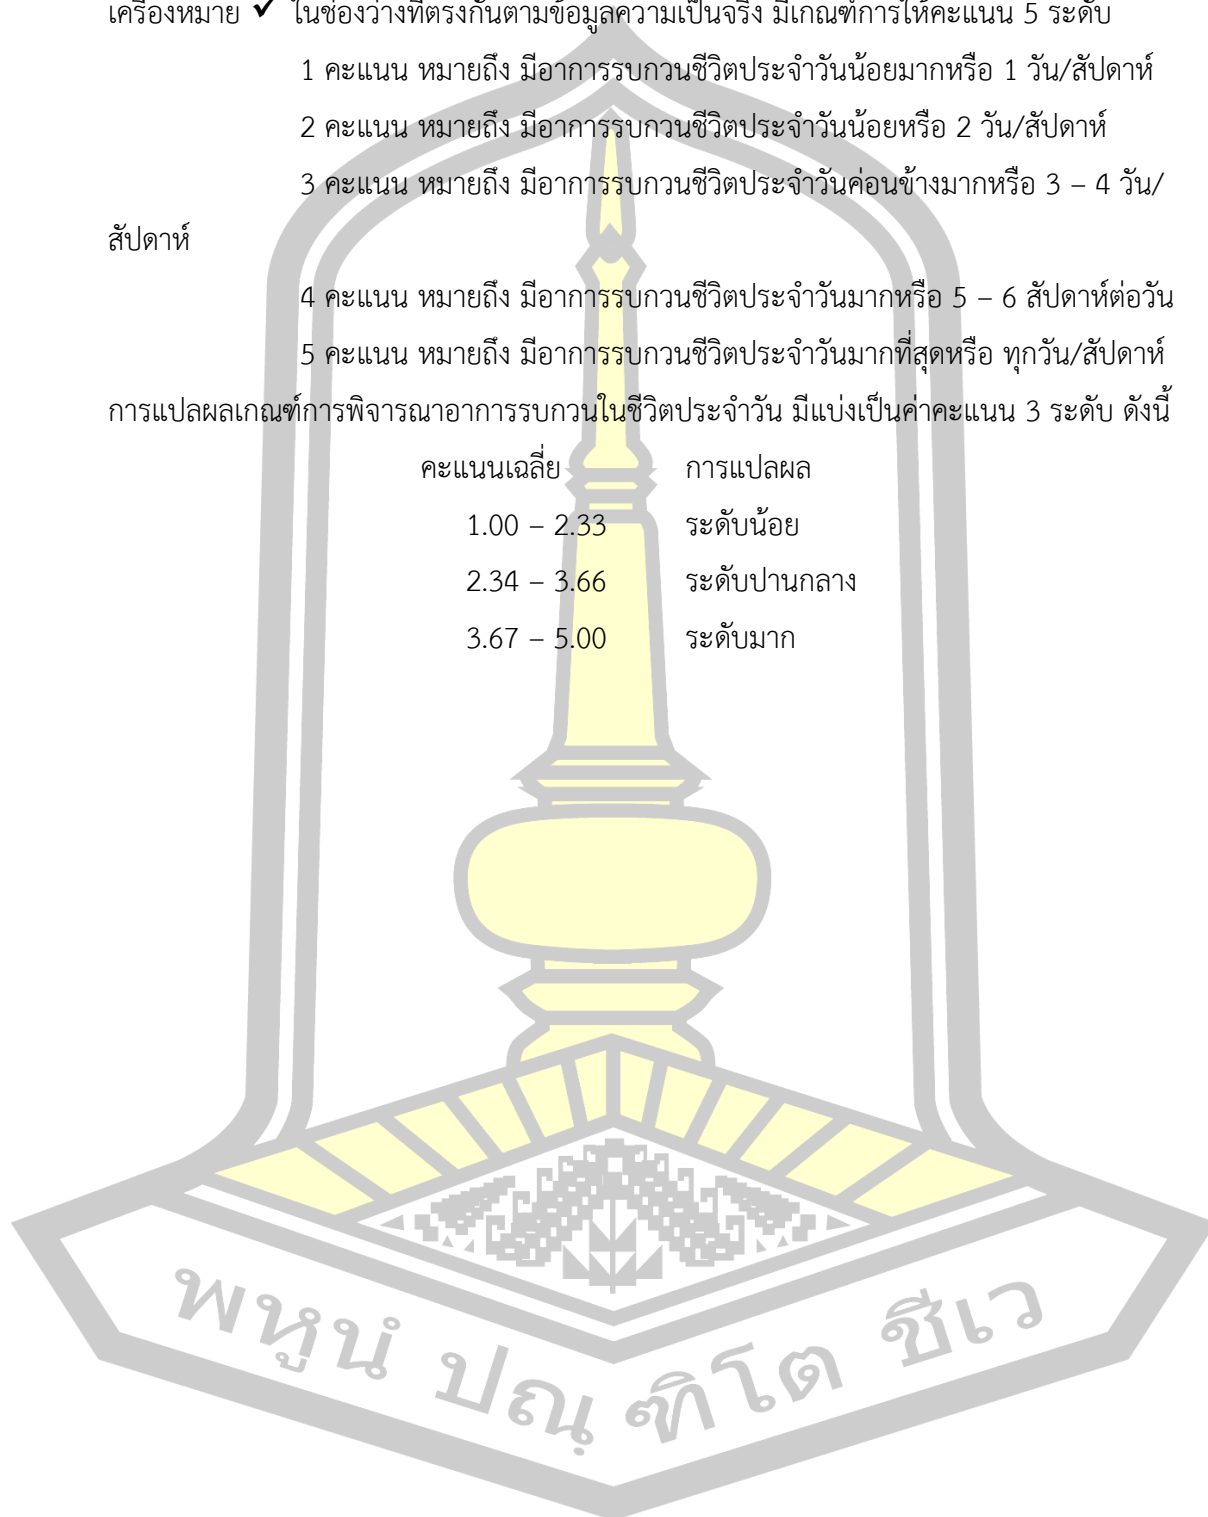 เครื่องหมาย ✔ ในช่องว่างที่ตรงกันตามข้อมูลความเป็นจริง มีเกณฑ์การให้คะแนน 5 ระดับ
1 คะแนน หมายถึง มีอาการรบกวนชีวิตประจำวันน้อยมากหรือ 1 วัน/สัปดาห์
2 คะแนน หมายถึง มีอาการรบกวนชีวิตประจำวันน้อยหรือ 2 วัน/สัปดาห์
3 คะแนน หมายถึง มีอาการรบกวนชีวิตประจำวันค่อนข้างมากหรือ 3 – 4 วัน/
สัปดาห์
4 คะแนน หมายถึง มีอาการรบกวนชีวิตประจำวันมากหรือ 5 – 6 สัปดาห์ต่อวัน
5 คะแนน หมายถึง มีอาการรบกวนชีวิตประจำวันมากที่สุดหรือ ทุกวัน/สัปดาห์
การแปลผลเกณฑ์การพิจารณาอาการรบกวนในชีวิตประจำวัน มีแบ่งเป็นค่าคะแนน 3 ระดับ ดังนี้
คะแนนเฉลี่ย การแปลผล
1.00 – 2.33 ระดับน้อย
2.34 – 3.66 ระดับปานกลาง
3.67 – 5.00 ระดับมาก
พหูนํ ปณฺฑิโต ชีเว